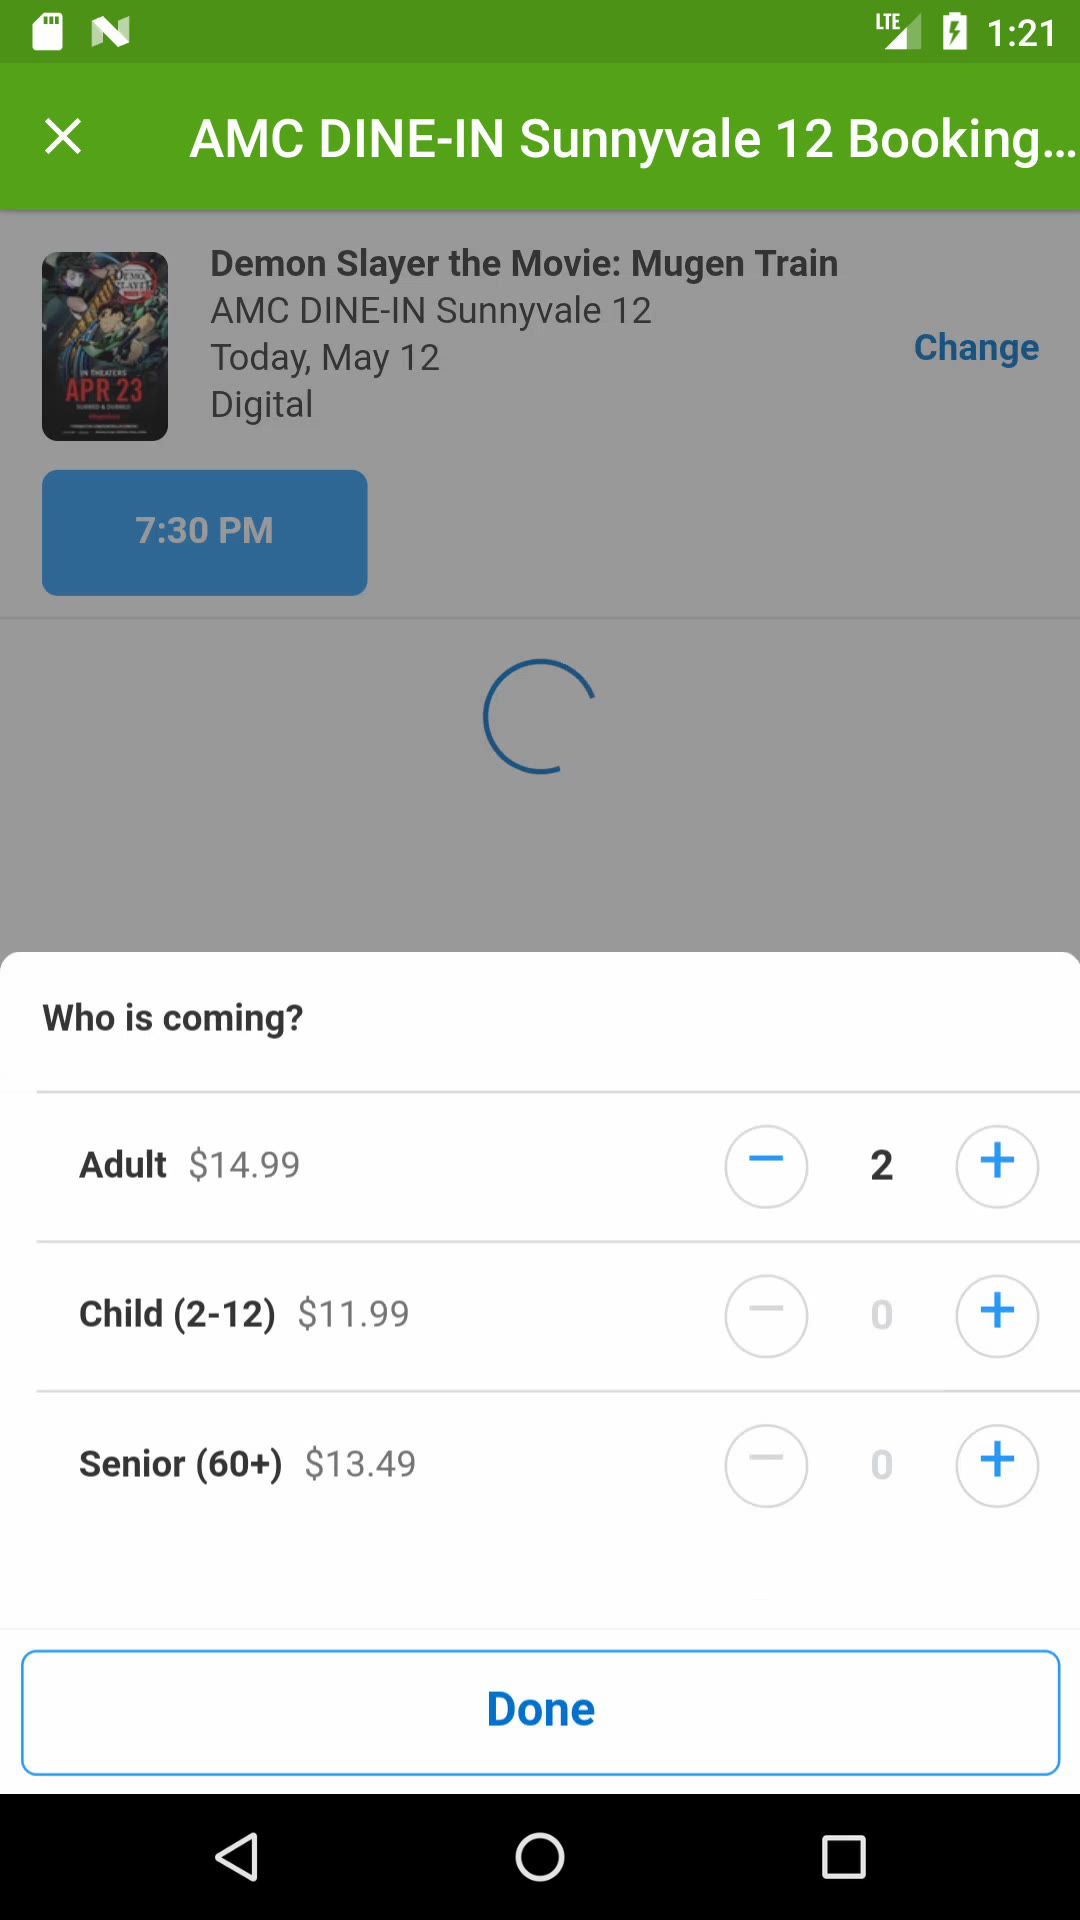 LTE 1:21
AMC DINE-IN Sunnyvale 12 Booking...
Demon Slayer the Movie: Mugen Train
AMC DINE-IN Sunnyvale 12
Today, May 12
Digital
Change
IN THEATERS
APR 23
7:30 PM
Who is coming?
Adult $14.99 2
Child (2-12) $11.99 0
Senior (60+) $13.49 0
Done